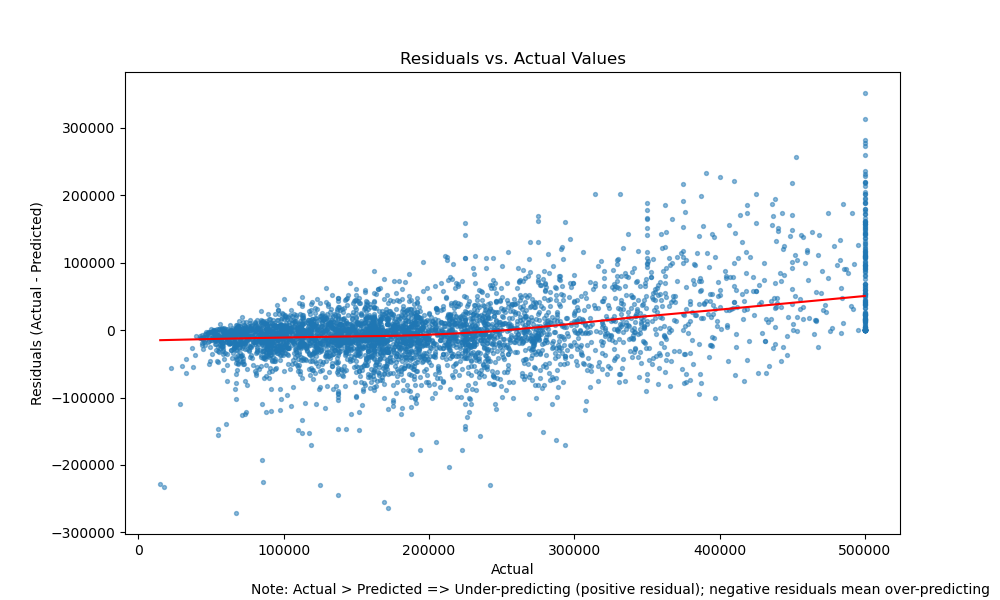 Residuals vs. Actual Values
Residuals (Actual - Predicted)
300000
200000
100000
0
−100000
−200000
−300000
0 100000 200000 300000 400000 500000
Actual
Note: Actual > Predicted => Under-predicting (positive residual); negative residuals mean over-predicting